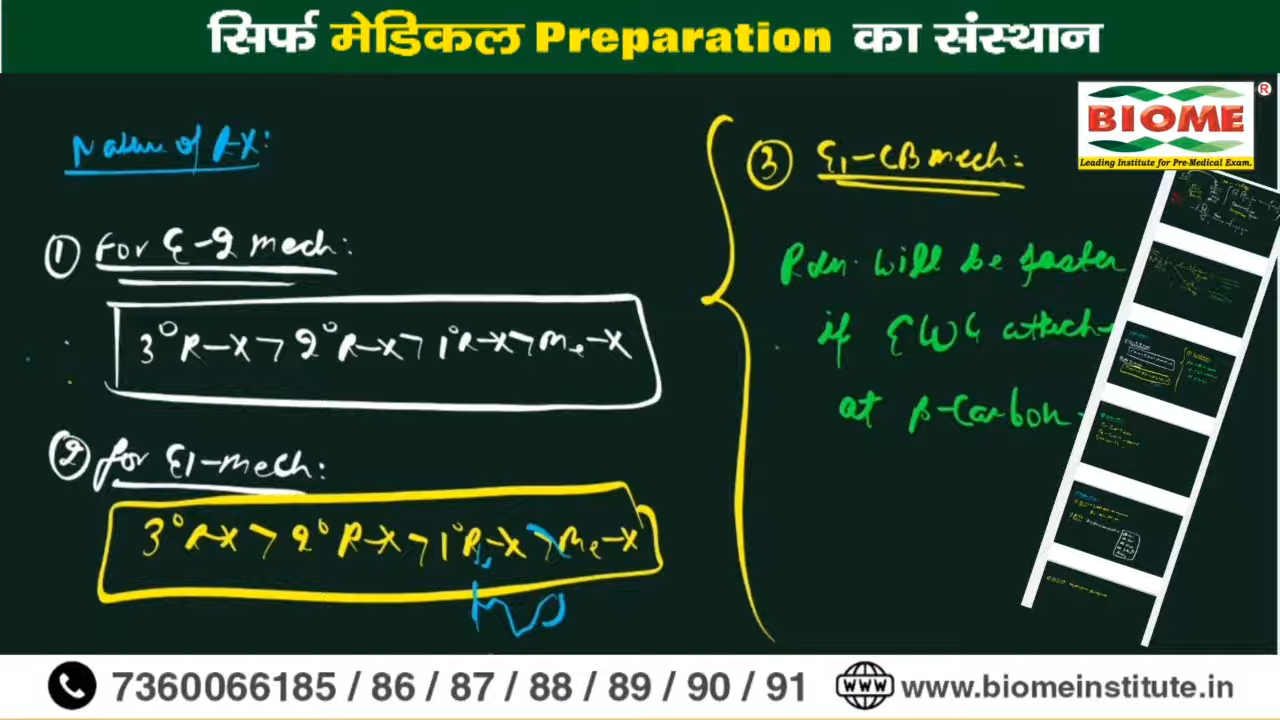 सिर्फ मेडिकल Preparation का संस्थान
BIOME ®
Leading Institute for Pre-Medical Exam.
Nature of R-X:
① For E-2 mech:
3° R-X > 2° R-X > 1° R-X > Me-X
② for E1-mech:
3° R-X > 2° R-X > 1° R-X > Me-X
③ E1-CB mech:
Rxn. will be faster
if EWG attach
at β-Carbon
7360066185 / 86 / 87 / 88 / 89 / 90 / 91
www www.biomeinstitute.in